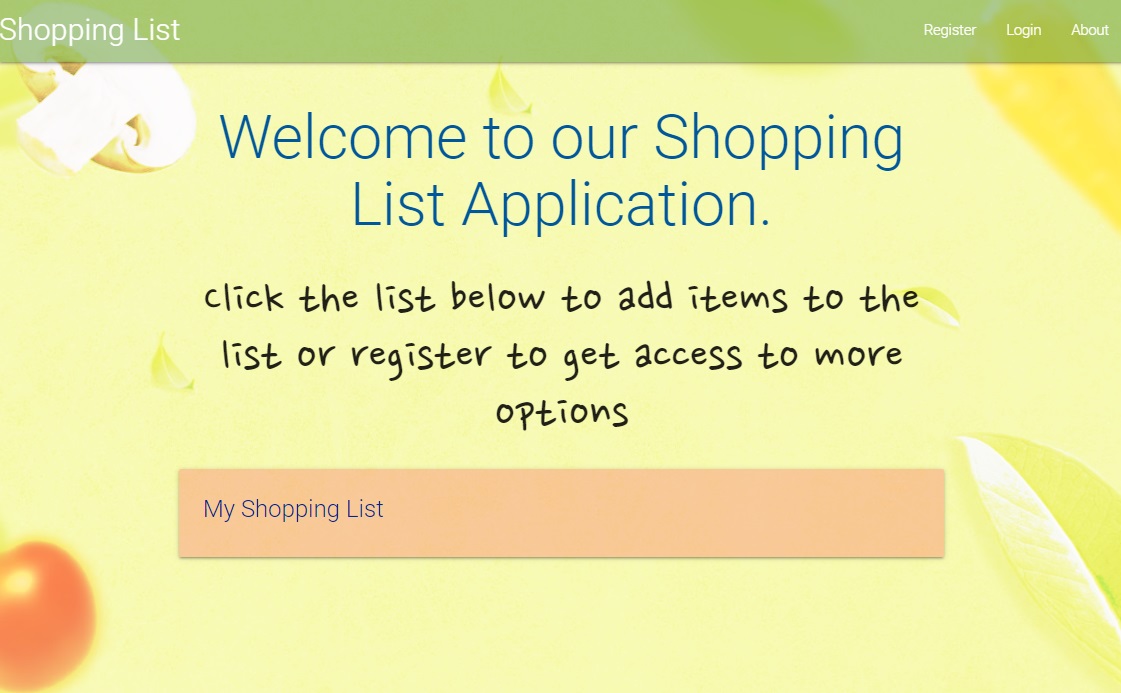 Shopping List
Register Login About
Welcome to our Shopping
List Application.
Click the list below to add items to the
list or register to get access to more
options
My Shopping List